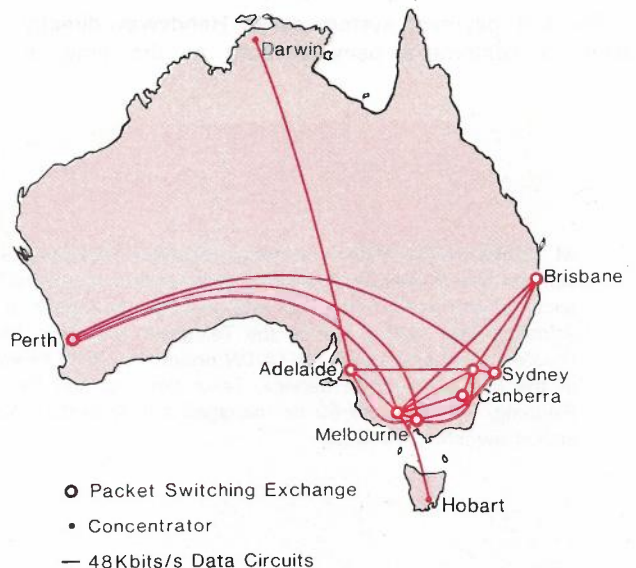 Darwin
Brisbane
Perth
Adelaide
Sydney
Canberra
Melbourne
Hobart
Packet Switching Exchange
Concentrator
48Kbits/s Data Circuits